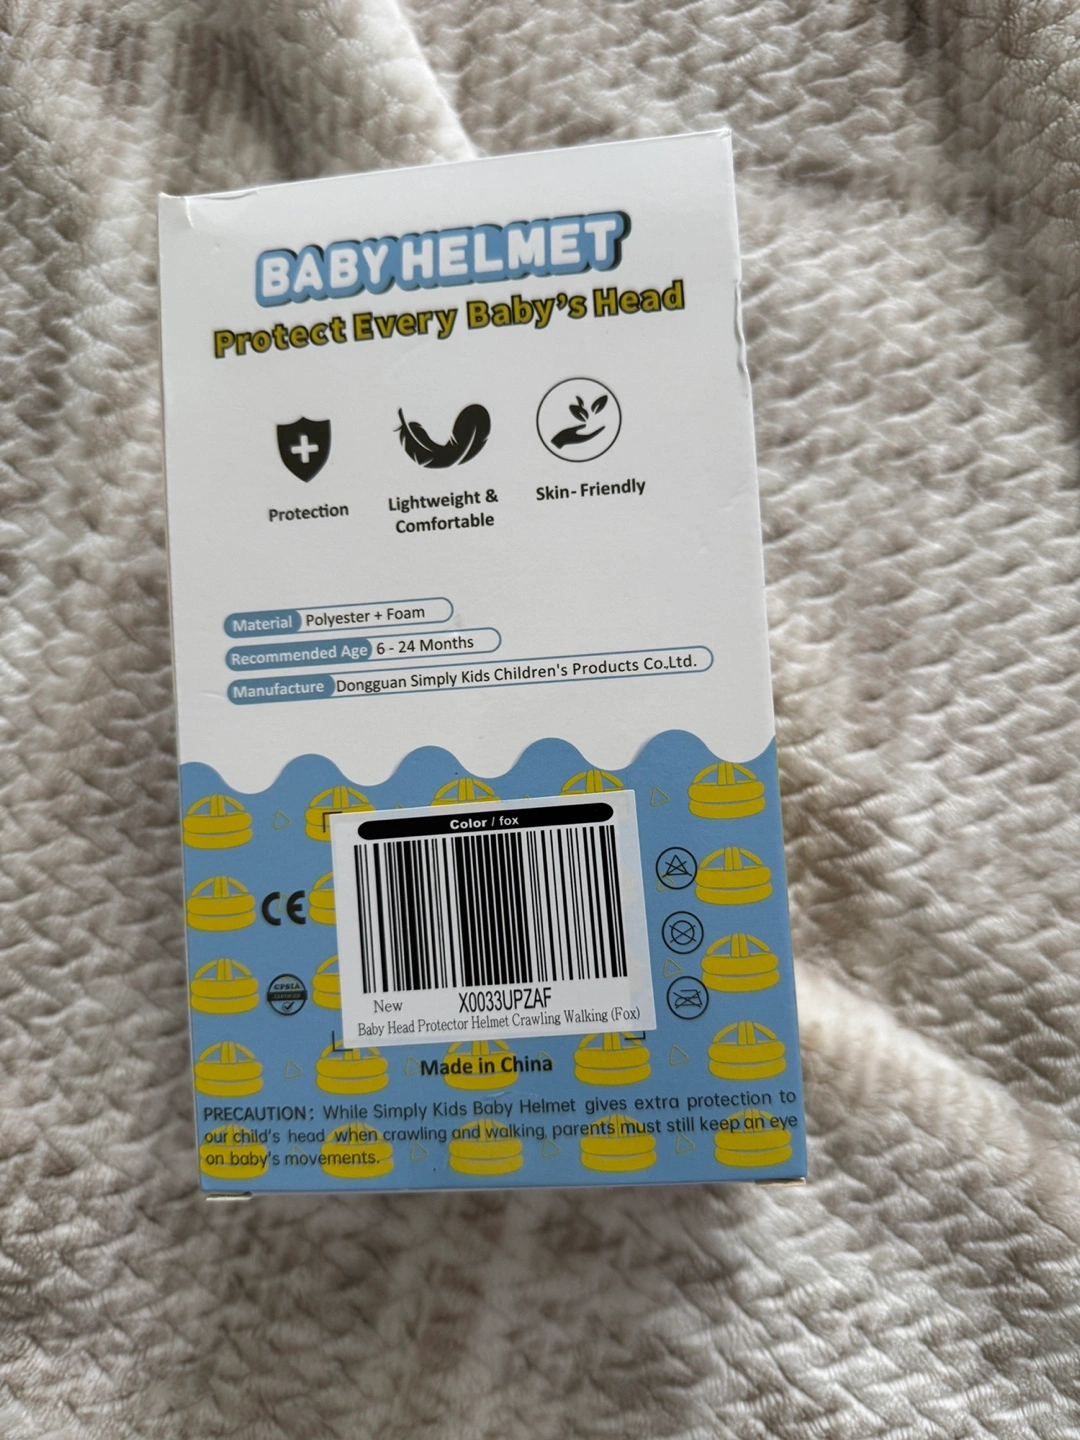 BABY HELMET
Protect Every Baby's Head
Protection
Lightweight &
Comfortable
Skin-Friendly
Material Polyester + Foam
Recommended Age 6 - 24 Months
Manufacture Dongguan Simply Kids Children's Products Co.Ltd.
Color / fox
CE
CPSIA
CERTIFIED
New
X0033UPZAF
Baby Head Protector Helmet Crawling Walking (Fox)
Made in China
PRECAUTION: While Simply Kids Baby Helmet gives extra protection to
our child's head when crawling and walking, parents must still keep an eye
on baby's movements.